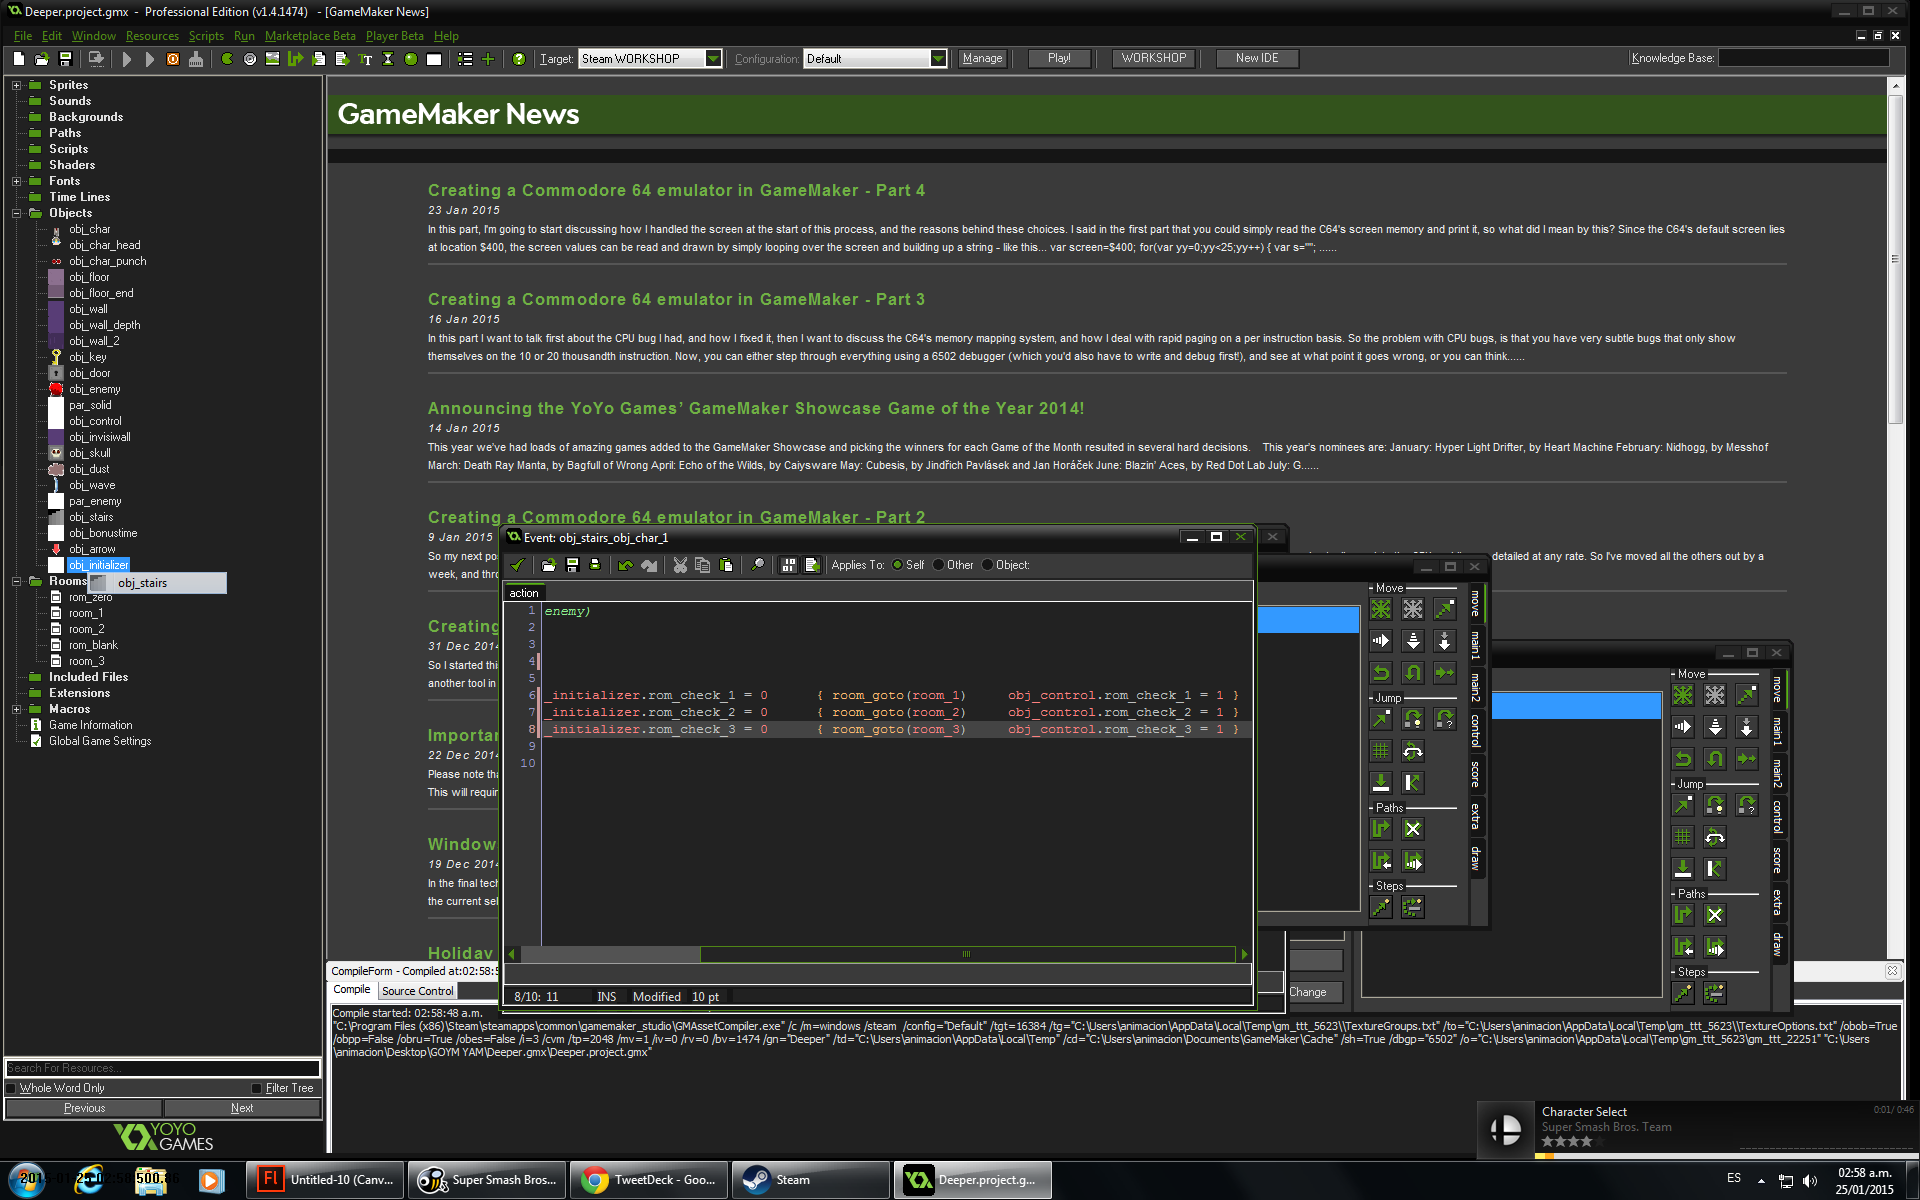 Deeper.project.gmx - Professional Edition (v1.4.1474) - [GameMaker News]
File Edit Window Resources Scripts Run Marketplace Beta Player Beta Help
Target: Steam WORKSHOP Configuration: Default Manage Play! WORKSHOP New IDE Knowledge Base:
Sprites
Sounds
Backgrounds
Paths
Scripts
Shaders
Fonts
Time Lines
Objects
obj_char
obj_char_head
obj_char_punch
obj_floor
obj_floor_end
obj_wall
obj_wall_depth
obj_wall_2
obj_key
obj_door
obj_enemy
par_solid
obj_control
obj_invisiwall
obj_skull
obj_dust
obj_wave
par_enemy
obj_stairs
obj_bonustime
obj_arrow
obj_initializer
Rooms
obj_stairs
rom_zero
room_1
room_2
rom_blank
room_3
Included Files
Extensions
Macros
Game Information
Global Game Settings
Search For Resources...
Whole Word Only Filter Tree
Previous Next
YOYO
GAMES
GameMaker News
Creating a Commodore 64 emulator in GameMaker - Part 4
23 Jan 2015
In this part, I'm going to start discussing how I handled the screen at the start of this process, and the reasons behind these choices. I said in the first part that you could simply read the C64's screen memory and print it, so what did I mean by this? Since the C64's default screen lies
at location $400, the screen values can be read and drawn by simply looping over the screen and building up a string - like this... var screen=$400; for(var yy=0;yy<25;yy++) { var s=""; ......
Creating a Commodore 64 emulator in GameMaker - Part 3
16 Jan 2015
In this part I want to talk first about the CPU bug I had, and how I fixed it, then I want to discuss the C64's memory mapping system, and how I deal with rapid paging on a per instruction basis. So the problem with CPU bugs, is that you have very subtle bugs that only show
themselves on the 10 or 20 thousandth instruction. Now, you can either step through everything using a 6502 debugger (which you'd also have to write and debug first!), and see at what point it goes wrong, or you can think......
Announcing the YoYo Games' GameMaker Showcase Game of the Year 2014!
14 Jan 2015
This year we've had loads of amazing games added to the GameMaker Showcase and picking the winners for each Game of the Month resulted in several hard decisions. This year's nominees are: January: Hyper Light Drifter, by Heart Machine February: Nidhogg, by Messhof
March: Death Ray Manta, by Bagfull of Wrong April: Echo of the Wilds, by Caiysware May: Cubesis, by Jindřich Pavlásek and Jan Horáček June: Blazin' Aces, by Red Dot Lab July: G......
Creating a Commodore 64 emulator in GameMaker - Part 2
9 Jan 2015
So my next po detailed at any rate. So I've moved all the others out by a
week, and thr
Creating
31 Dec 2014
So I started thi
another tool in
Importan
22 Dec 2014
Please note tha
This will requir
Window
19 Dec 2014
In the final tech
the current sel
Holiday
Event: obj_stairs_obj_char_1
Applies To: Self Other Object:
action
1 enemy)
2
3
4
5
6 _initializer.rom_check_1 = 0 { room_goto(room_1) obj_control.rom_check_1 = 1 }
7 _initializer.rom_check_2 = 0 { room_goto(room_2) obj_control.rom_check_2 = 1 }
8 _initializer.rom_check_3 = 0 { room_goto(room_3) obj_control.rom_check_3 = 1 }
9
10
8/10: 11 INS Modified 10 pt
Move
Jump
Paths
Steps
move
main1
main2
control
score
extra
draw
Move
Jump
Paths
Steps
move
main1
main2
control
score
extra
draw
Change
CompileForm - Compiled at:02:58:5
Compile Source Control
Compile started: 02:58:48 a.m.
"C:\Program Files (x86)\Steam\steamapps\common\gamemaker_studio\GMAssetCompiler.exe" /c /m=windows /steam /config="Default" /tgt=16384 /tg="C:\Users\animacion\AppData\Local\Temp\gm_ttt_5623\\TextureGroups.txt" /to="C:\Users\animacion\AppData\Local\Temp\gm_ttt_5623\\TextureOptions.txt" /obob=True
/obpp=False /obru=True /obes=False /i=3 /cvm /tp=2048 /mv=1 /iv=0 /rv=0 /bv=1474 /gn="Deeper" /td="C:\Users\animacion\AppData\Local\Temp" /cd="C:\Users\animacion\Documents\GameMaker\Cache" /sh=True /dbgp="6502" /o="C:\Users\animacion\AppData\Local\Temp\gm_ttt_5623\gm_ttt_22251" "C:\Users
\animacion\Desktop\GOYM YAM\Deeper.gmx\Deeper.project.gmx"
Character Select 0:01/ 0:46
Super Smash Bros. Team
Untitled-10 (Canv...
Super Smash Bros...
TweetDeck - Goo...
Steam
Deeper.project.g...
ES
02:58 a.m.
25/01/2015